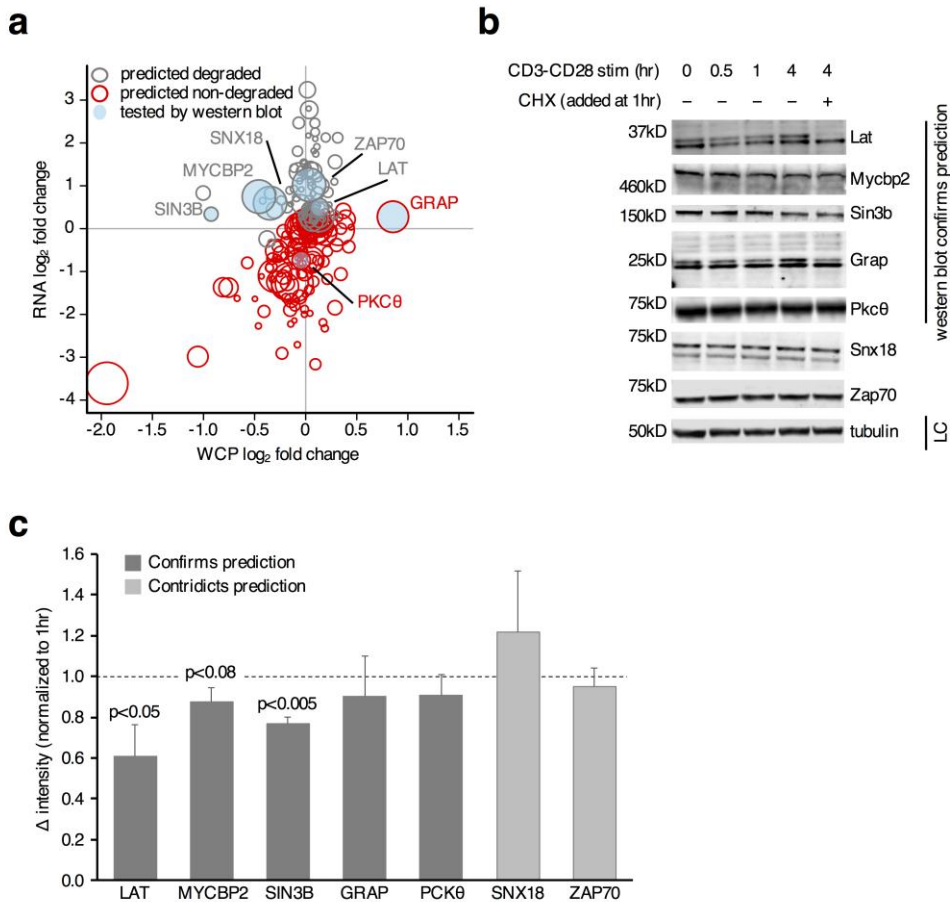 a
predicted degraded
predicted non-degraded
tested by western blot
SNX18
ZAP70
MYCBP2
LAT
SIN3B
GRAP
PKCθ
RNA log2 fold change
3
2
1
0
-1
-2
-3
-4
-2.0 -1.0 -0.5 0 0.5 1.0 1.5
WCP log2 fold change
b
CD3-CD28 stim (hr) 0 0.5 1 4 4
CHX (added at 1hr) – – – – +
37kD Lat
Mycbp2
460kD
150kD Sin3b
25kD Grap
75kD Pkcθ
75kD Snx18
75kD Zap70
50kD tubulin
western blot confirms prediction
LC
c
Confirms prediction
Contridicts prediction
Δ intensity (normalized to 1hr)
1.6
1.4
1.2
1.0
0.8
0.6
0.4
0.2
0.0
p<0.05
p<0.08
p<0.005
LAT MYCBP2 SIN3B GRAP PCKθ SNX18 ZAP70